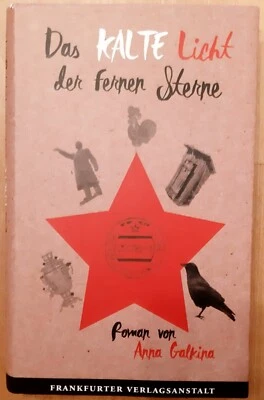 Das KALTE Licht
der fernen Sterne
Roman von
Anna Galkina
FRANKFURTER VERLAGSANSTALT